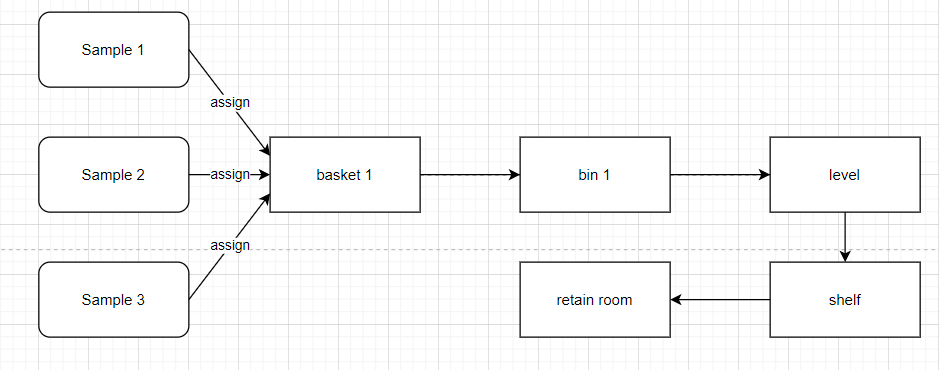 Sample 1
assign
Sample 2
assign
basket 1
bin 1
level
assign
Sample 3
retain room
shelf